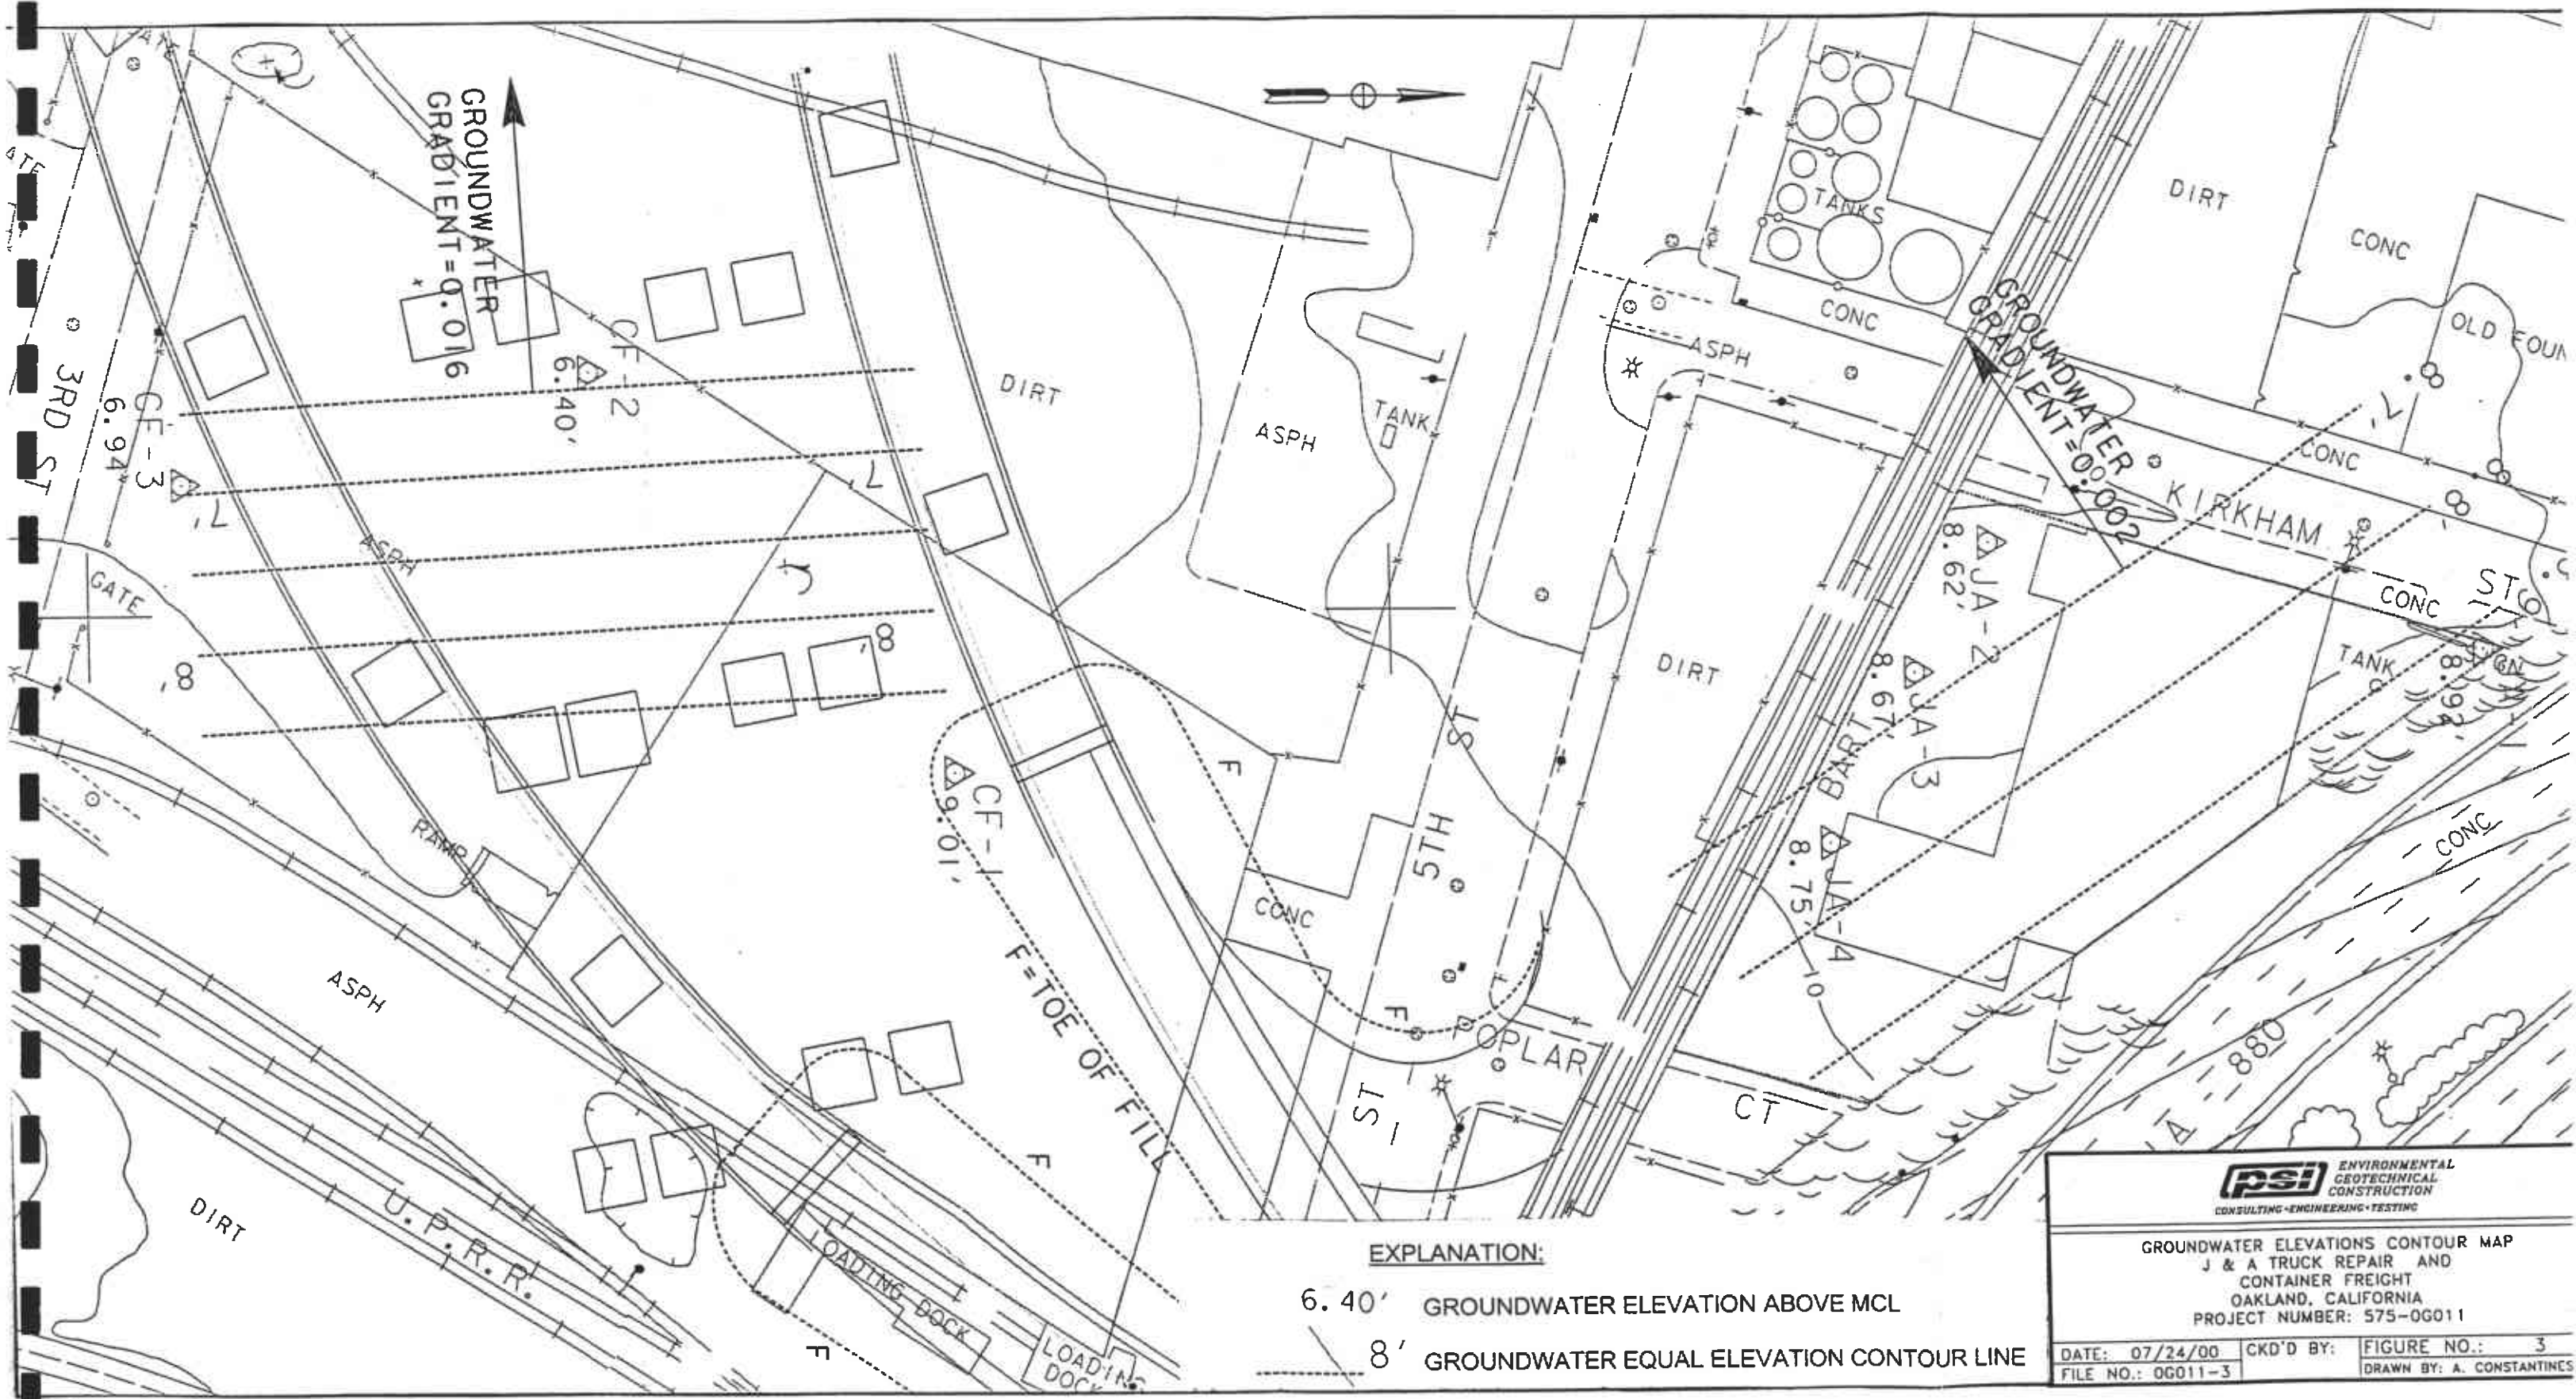 GROUNDWATER
GRADIENT=0.016
3RD ST
CF-3
6.94'
CF-2
6.40'
7'
7'
8'
8'
GATE
ASPH
RAMP
ASPH
DIRT
U.P.R.R.
LOADING DOCK
LOADING
DOCK
F
F
F
F
F=TOE OF FILL
CF-1
9.01'
DIRT
ASPH
TANK
5TH ST
CONC
POPLAR
ST
CT
TANKS
CONC
ASPH
DIRT
GROUNDWATER
GRADIENT=0.002
DIRT
CONC
OLD FOUN
CONC
KIRKHAM ST
CONC
7'
8'
JA-2
8.62'
JA-3
8.67'
JA-4
8.75'
BART
10
TANK
8.92'
CONC
880
A
EXPLANATION:
6.40' GROUNDWATER ELEVATION ABOVE MCL
8' GROUNDWATER EQUAL ELEVATION CONTOUR LINE
psi ENVIRONMENTAL
GEOTECHNICAL
CONSTRUCTION
CONSULTING•ENGINEERING•TESTING
GROUNDWATER ELEVATIONS CONTOUR MAP
J & A TRUCK REPAIR AND
CONTAINER FREIGHT
OAKLAND, CALIFORNIA
PROJECT NUMBER: 575-0G011
DATE: 07/24/00 CKD'D BY: FIGURE NO.: 3
FILE NO.: 0G011-3 DRAWN BY: A. CONSTANTINES